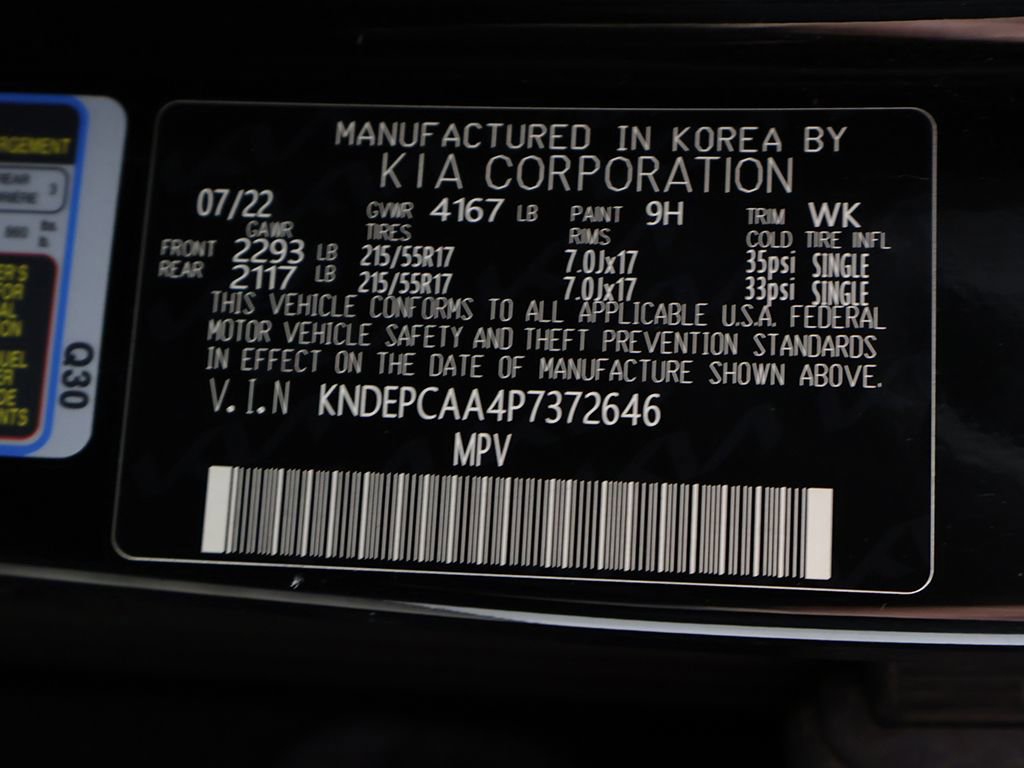 MANUFACTURED IN KOREA BY
KIA CORPORATION
07/22 GVWR 4167 LB PAINT 9H TRIM WK
GAWR TIRES RIMS COLD TIRE INFL
FRONT 2293 LB 215/55R17 7.0Jx17 35psi SINGLE
REAR 2117 LB 215/55R17 7.0Jx17 33psi SINGLE
THIS VEHICLE CONFORMS TO ALL APPLICABLE U.S.A. FEDERAL
MOTOR VEHICLE SAFETY AND THEFT PREVENTION STANDARDS
IN EFFECT ON THE DATE OF MANUFACTURE SHOWN ABOVE.
V.I.N KNDEPCAA4P7372646
MPV
Q30